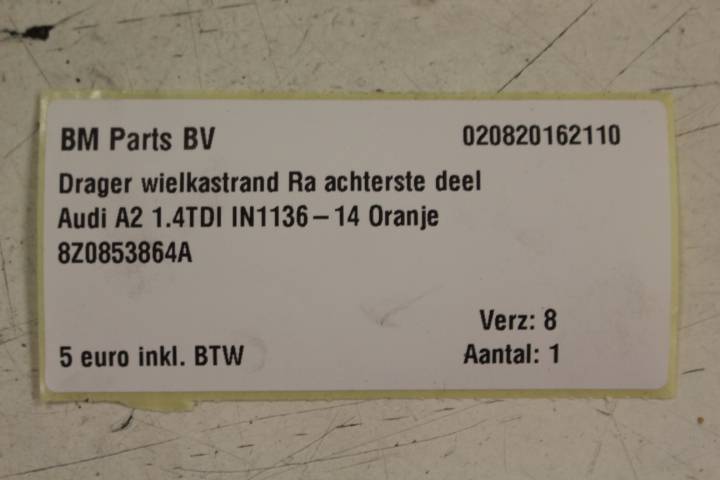 BM Parts BV 020820162110
Drager wielkastrand Ra achterste deel
Audi A2 1.4TDI IN1136-14 Oranje
8Z0853864A
Verz: 8
5 euro inkl. BTW Aantal: 1